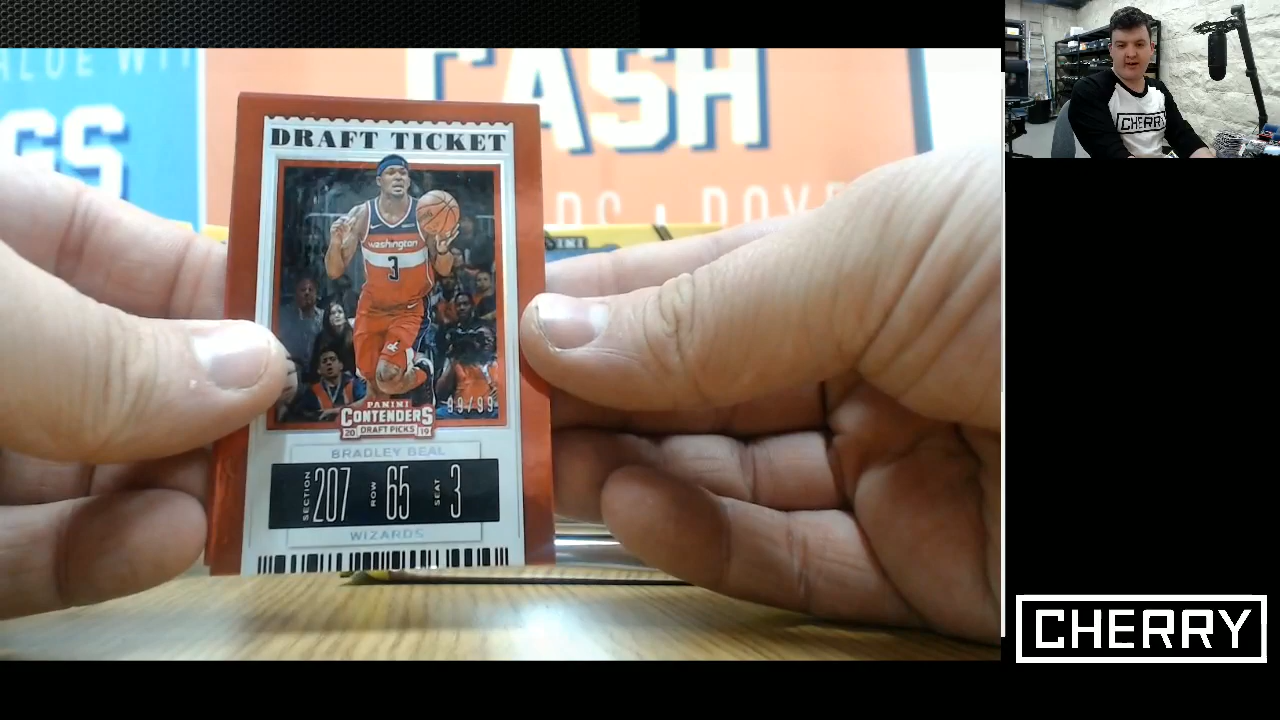 CASH
DRAFT TICKET
washington
3
PANINI
CONTENDERS
20 DRAFT PICKS 19
99/99
BRADLEY BEAL
SECTION 207 ROW 65 SEAT 3
WIZARDS
PANINI
CHERRY
CHERRY